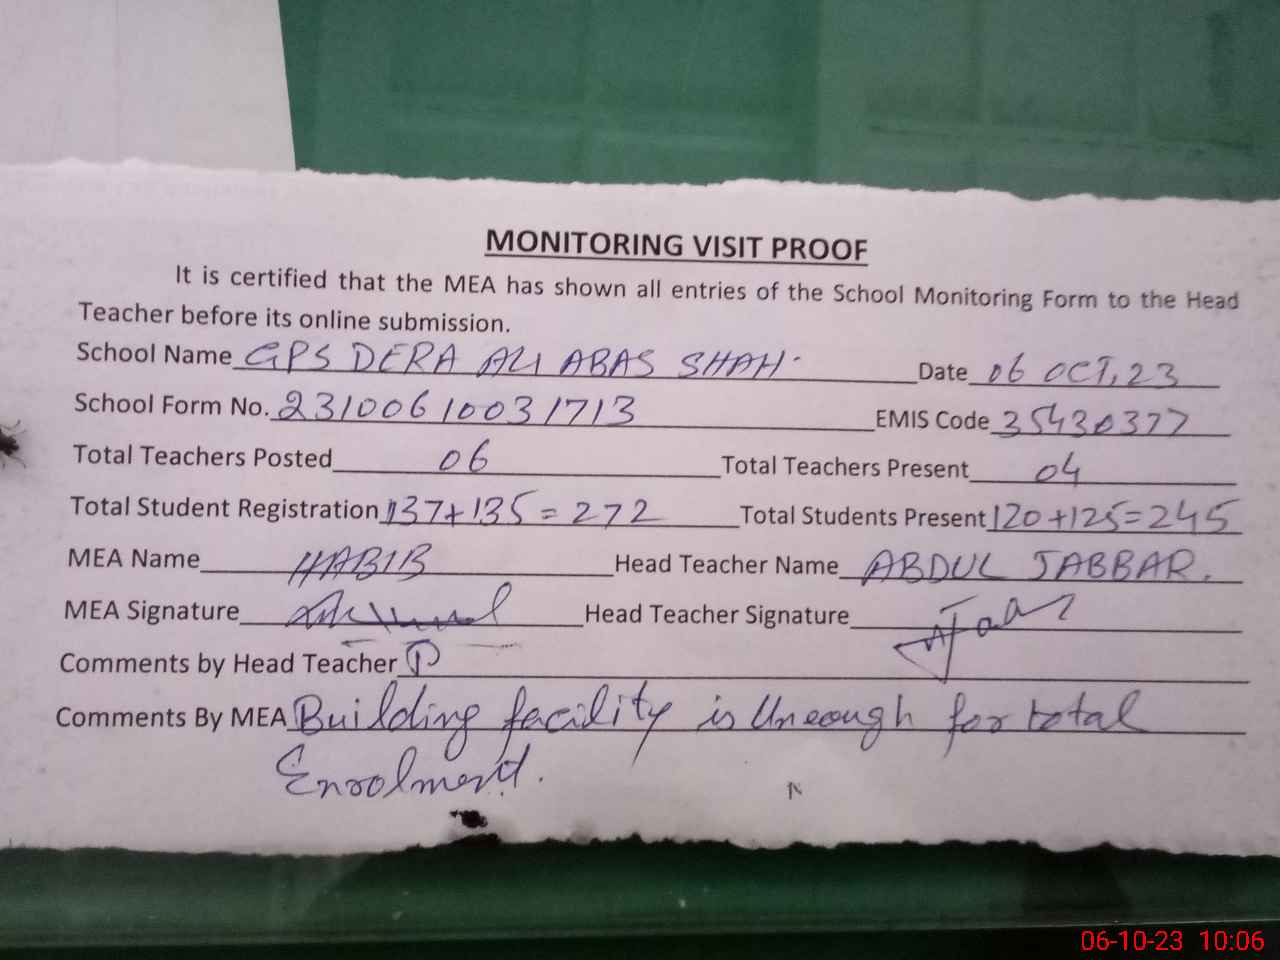 MONITORING VISIT PROOF
It is certified that the MEA has shown all entries of the School Monitoring Form to the Head
Teacher before its online submission.
School Name GPS DERA ALI ABAS SHAH Date 06 OCT, 23
School Form No. 23100610031713 EMIS Code 35430377
Total Teachers Posted 06 Total Teachers Present 04
Total Student Registration 137+135=272 Total Students Present 120+125=245
MEA Name HABIB Head Teacher Name ABDUL JABBAR.
MEA Signature Head Teacher Signature
Comments by Head Teacher
Comments By MEA Building facility is Uneough for total
Enrolment.
06-10-23 10:06